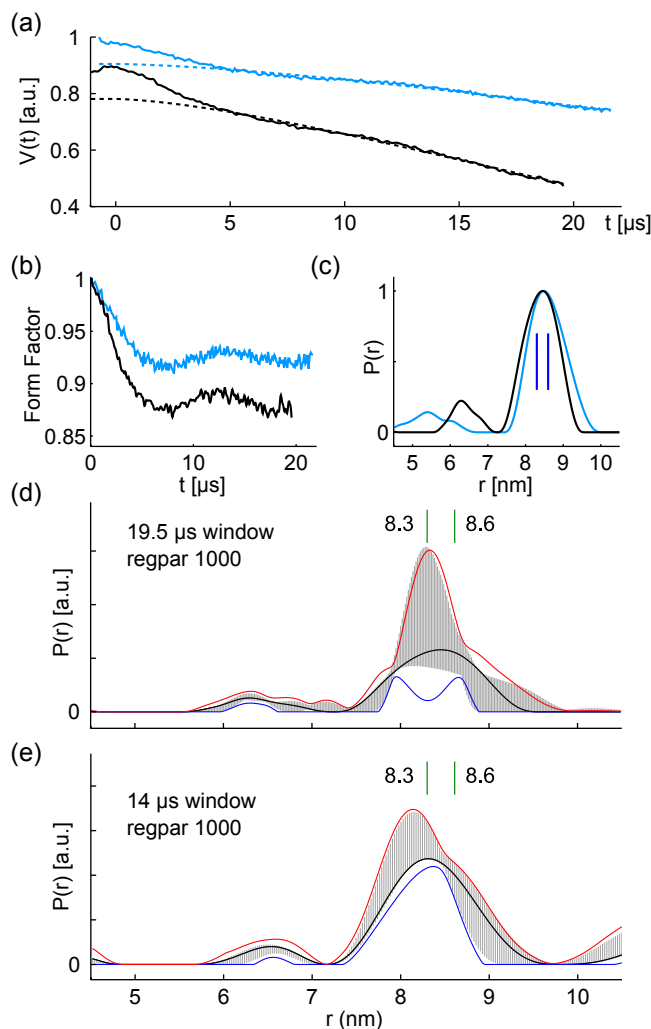 (a)
1
0.8
0.6
0.4
V(t) [a.u.]
0 5 10 15 20 t [μs]
(b)
1
0.95
0.9
0.85
Form Factor
0 10 20
t [μs]
(c)
1
0
P(r)
5 6 7 8 9 10
r [nm]
(d)
19.5 μs window
regpar 1000
8.3 8.6
P(r) [a.u.]
0
(e)
14 μs window
regpar 1000
8.3 8.6
P(r) [a.u.]
0
5 6 7 8 9 10
r (nm)